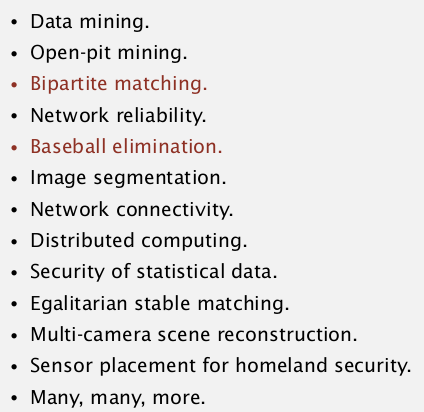 • Data mining.
• Open-pit mining.
• Bipartite matching.
• Network reliability.
• Baseball elimination.
• Image segmentation.
• Network connectivity.
• Distributed computing.
• Security of statistical data.
• Egalitarian stable matching.
• Multi-camera scene reconstruction.
• Sensor placement for homeland security.
• Many, many, more.